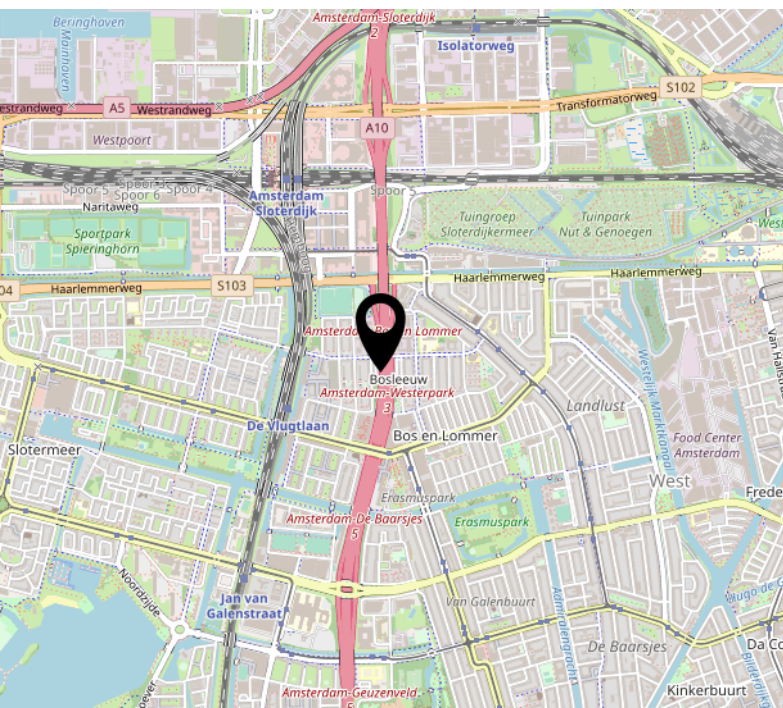 Amsterdam-Sloterdijk
2
Beringhaven
Mainhaven
Isolatorweg
S102
A5
Westrandweg
Transformatorweg
A10
Westpoort
Spoor 5
Spoor 6
Spoor 4
Spoor 5
Amsterdam
Sloterdijk
Naritaweg
Tuingroep
Sloterdijkermeer
Tuinpark
Nut & Genoegen
Sportpark
Spieringhorn
Haarlemmerweg
S103
Haarlemmerweg
Haarlemmerweg
Bosleeuw
Amsterdam-Westerpark
3
Westelijk Marktkanaal
Landlust
De Vlugtlaan
Bos en Lommer
Slotermeer
Food Center
Amsterdam
West
Erasmuspark
Erasmuspark
Amsterdam-De Baarsjes
5
Noordzijde
Jan van
Galenstraat
Van Galenbuurt
Admiralengracht
De Baarsjes
Kinkerbuurt
Amsterdam-Geuzenveld